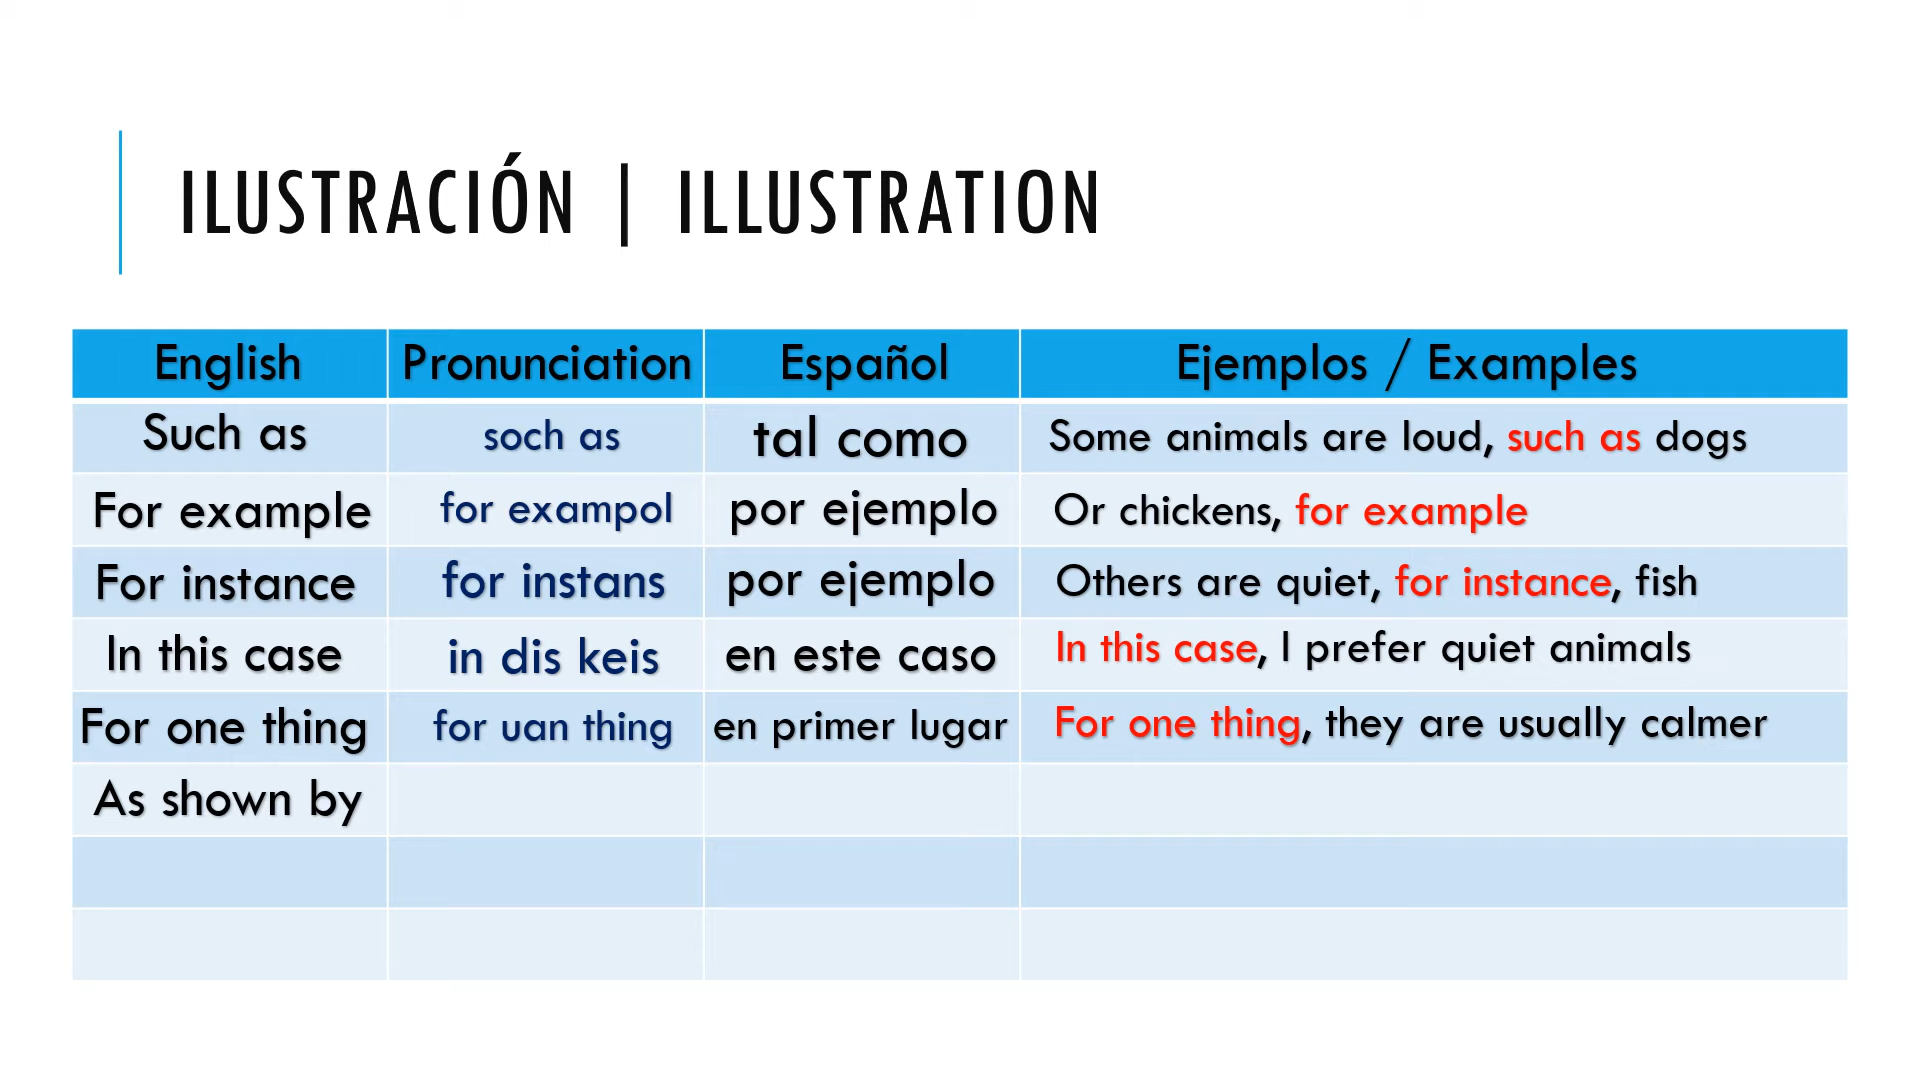 ILUSTRACIÓN | ILLUSTRATION
English Pronunciation Español Ejemplos / Examples
Such as soch as tal como Some animals are loud, such as dogs
For example for exampol por ejemplo Or chickens, for example
For instance for instans por ejemplo Others are quiet, for instance, fish
In this case in dis keis en este caso In this case, I prefer quiet animals
For one thing for uan thing en primer lugar For one thing, they are usually calmer
As shown by